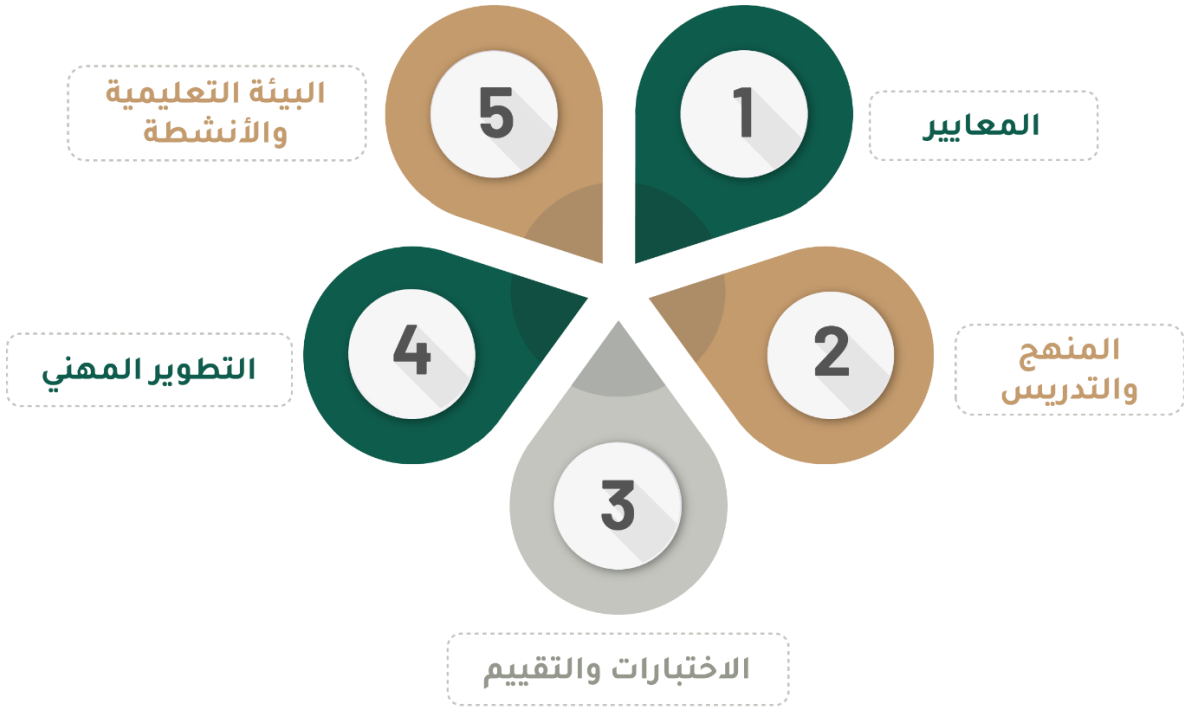 1
المعايير
2
المنهج
والتدريس
3
الاختبارات والتقييم
4
التطوير المهني
5
البيئة التعليمية
والأنشطة